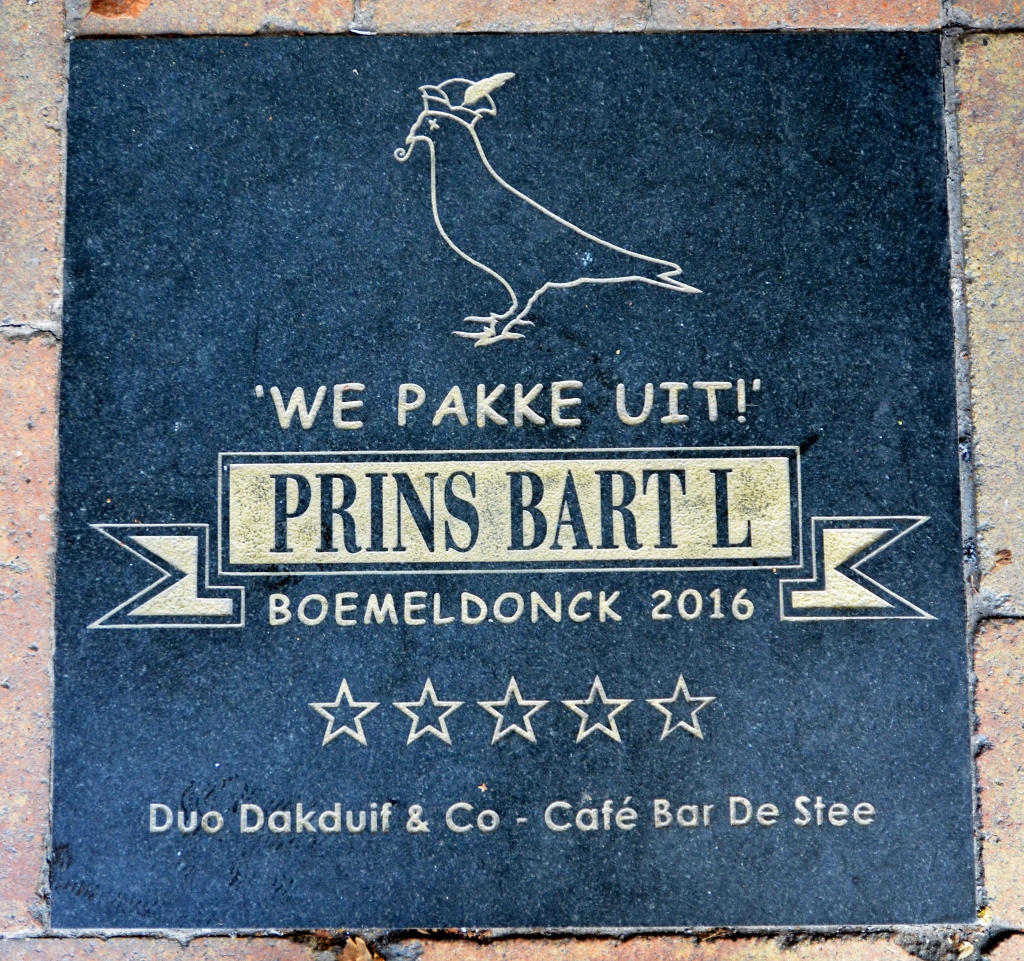 'WE PAKKE UIT!'
PRINS BART L
BOEMELDONCK 2016
Duo Dakduif & Co - Café Bar De Stee